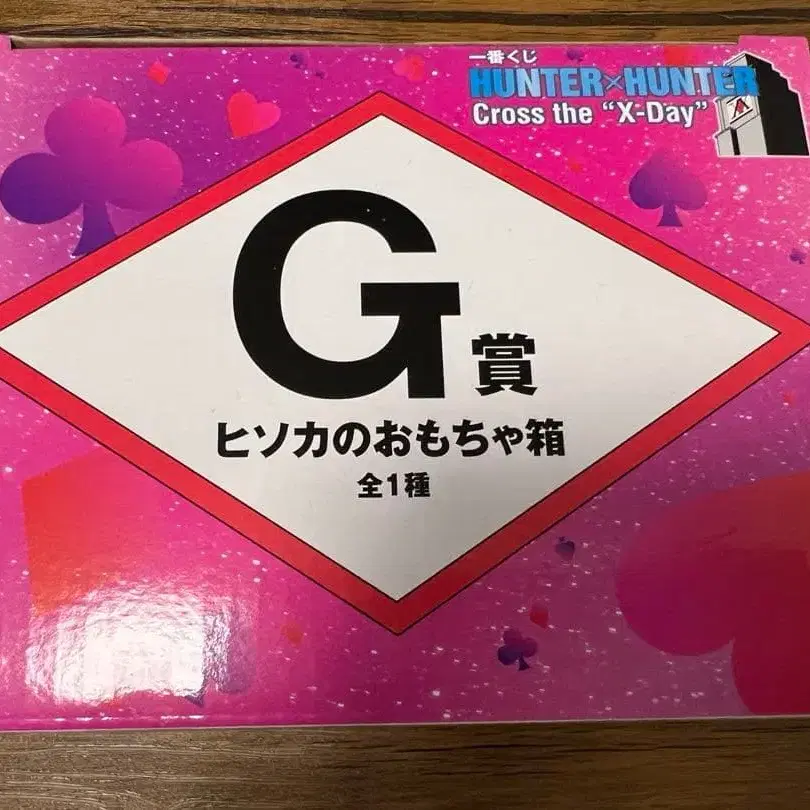 一番くじ
HUNTER×HUNTER
Cross the “X-Day”
G賞
ヒソカのおもちゃ箱
全1種